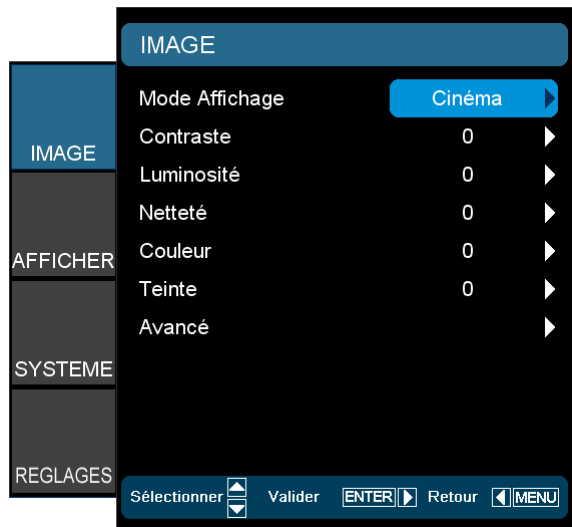 IMAGE
Mode Affichage Cinéma
Contraste 0
Luminosité 0
Netteté 0
Couleur 0
Teinte 0
Avancé
IMAGE
AFFICHER
SYSTEME
REGLAGES
Sélectionner Valider ENTER Retour MENU